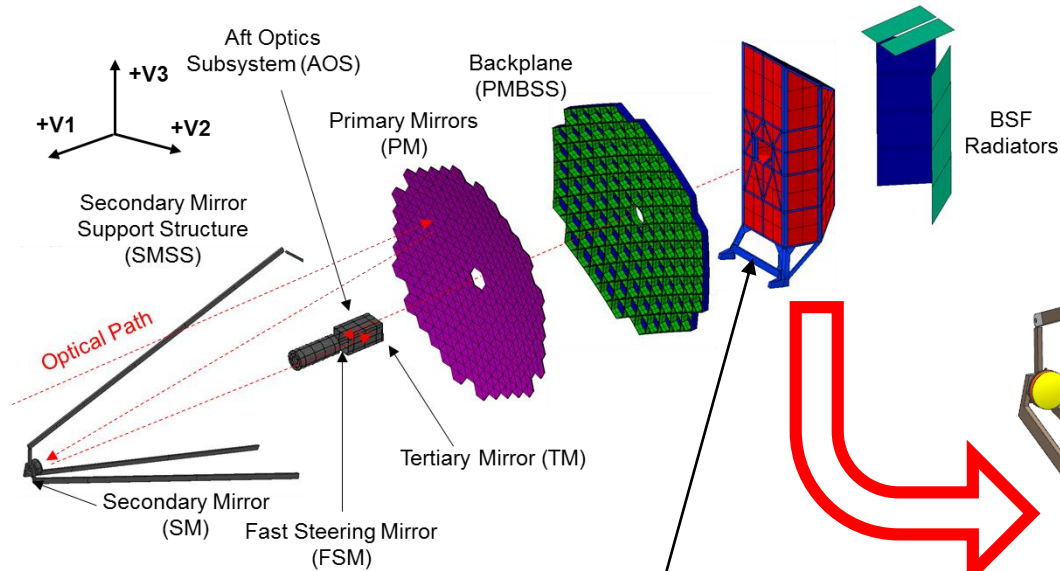 Aft Optics
Subsystem (AOS)
+V3
+V1
+V2
Backplane
(PMBSS)
Primary Mirrors
(PM)
BSF
Radiators
Secondary Mirror
Support Structure
(SMSS)
Optical Path
Tertiary Mirror (TM)
Secondary Mirror
(SM)
Fast Steering Mirror
(FSM)